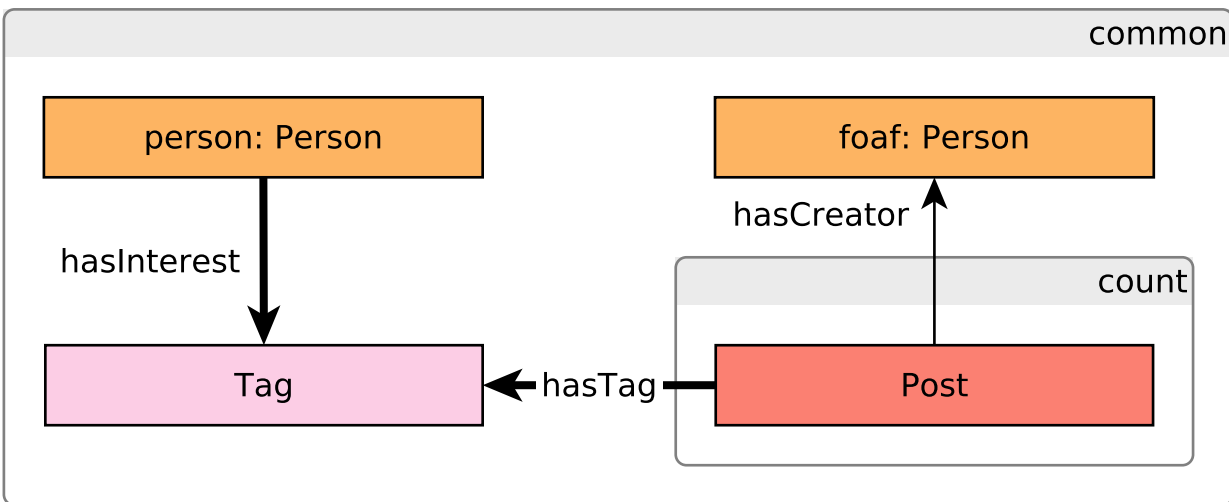 common
person: Person
foaf: Person
hasCreator
hasInterest
count
Tag
hasTag
Post